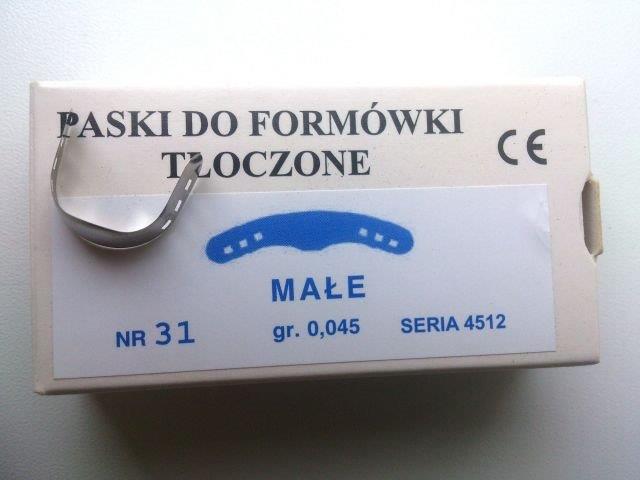 PASKI DO FORMÓWKI
TŁOCZONE
CE
MAŁE
NR 31 gr. 0,045 SERIA 4512